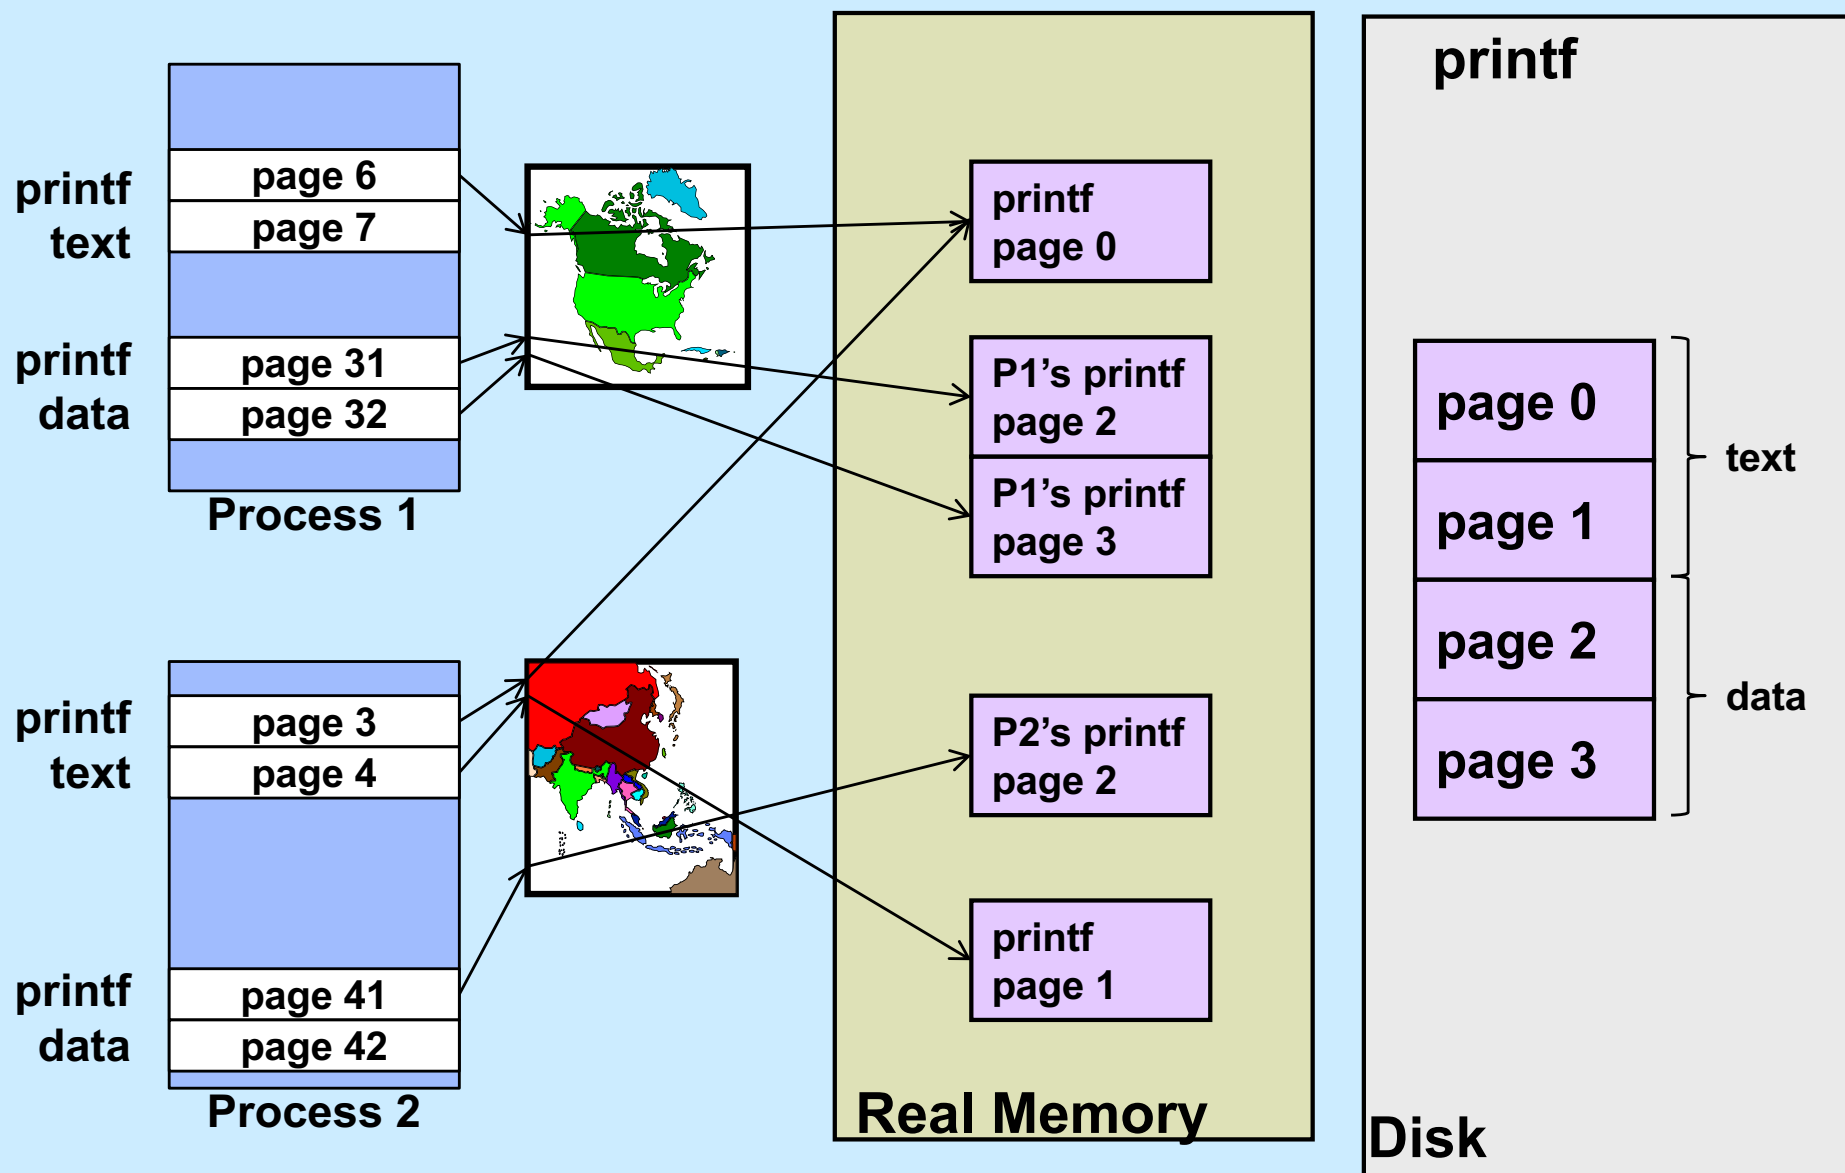 printf
text
page 6
page 7
printf
data
page 31
page 32
Process 1
printf
text
page 3
page 4
printf
data
page 41
page 42
Process 2
printf
page 0
P1’s printf
page 2
P1’s printf
page 3
P2’s printf
page 2
printf
page 1
Real Memory
printf
page 0
page 1
page 2
page 3
text
data
Disk